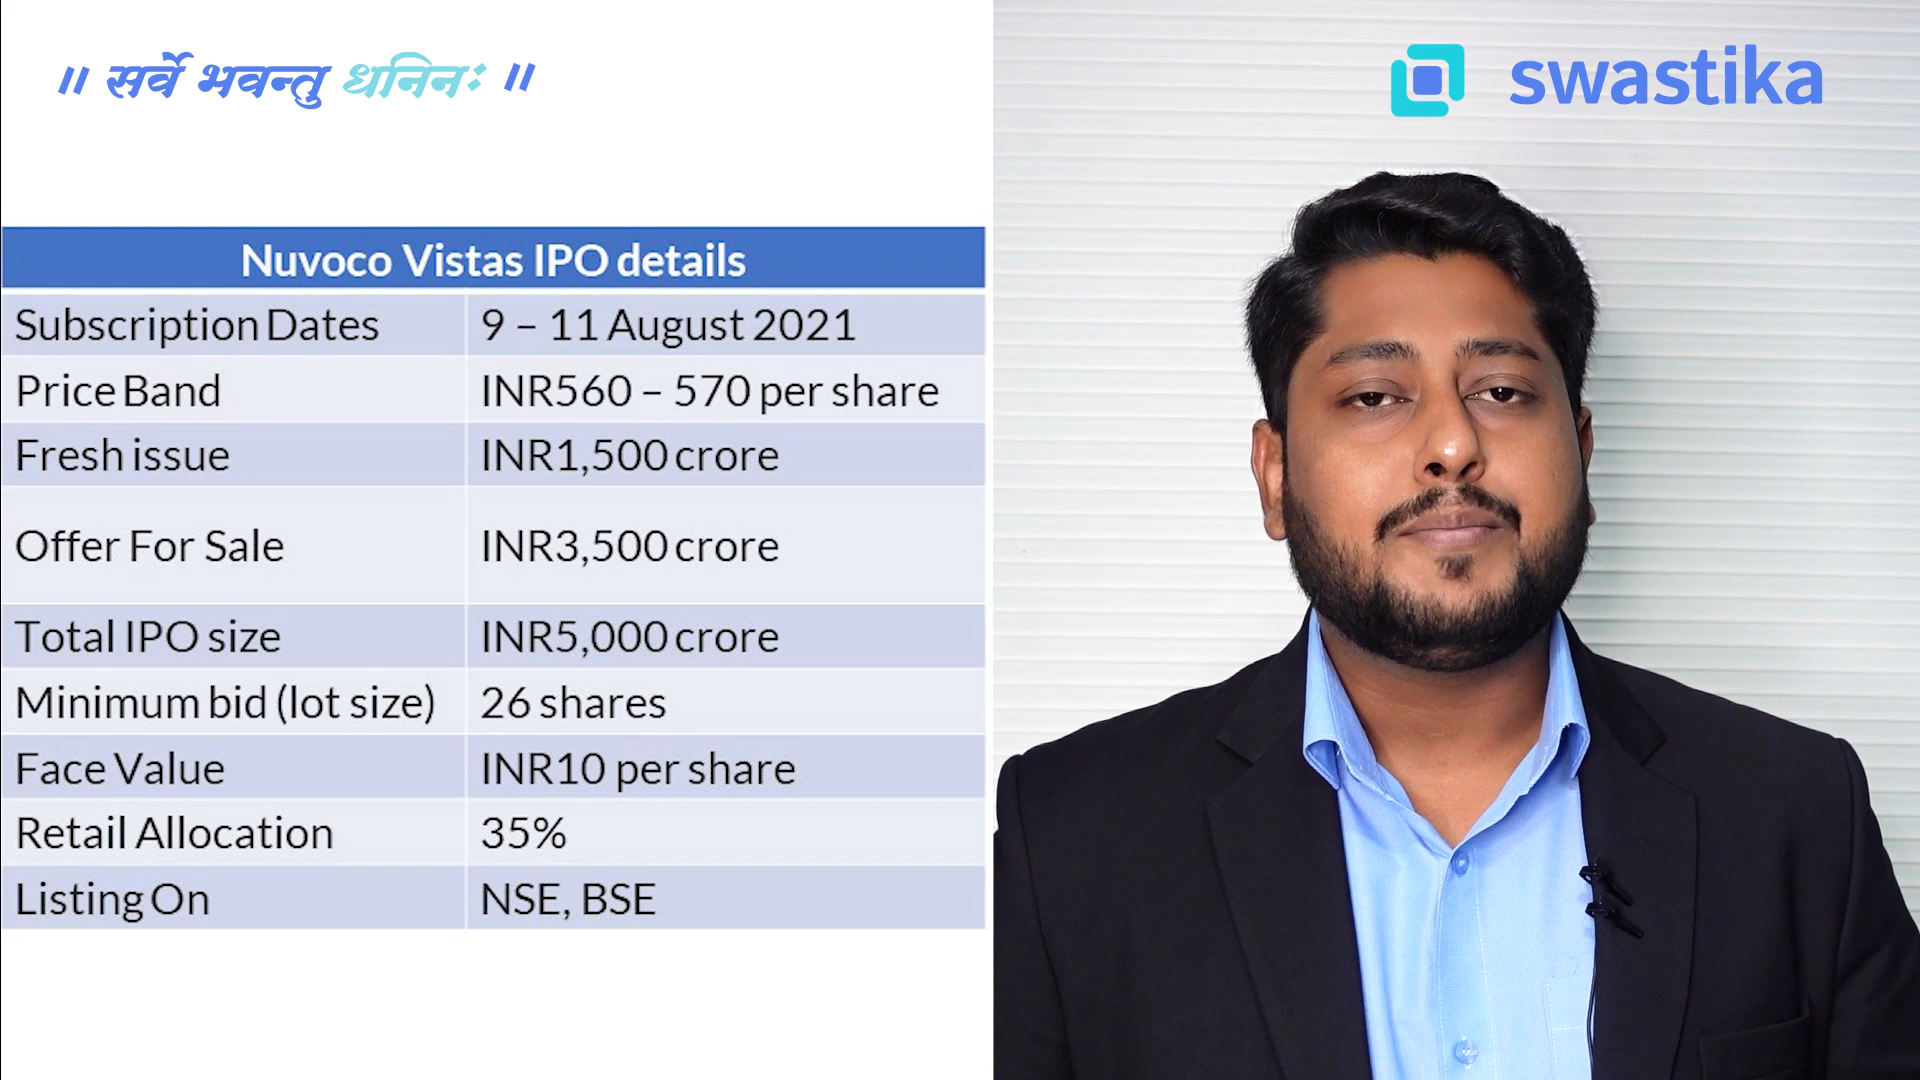 ॥ सर्वे भवन्तु धनिनः ॥
swastika
Nuvoco Vistas IPO details
Subscription Dates 9 – 11 August 2021
Price Band INR560 – 570 per share
Fresh issue INR1,500 crore
Offer For Sale INR3,500 crore
Total IPO size INR5,000 crore
Minimum bid (lot size) 26 shares
Face Value INR10 per share
Retail Allocation 35%
Listing On NSE, BSE